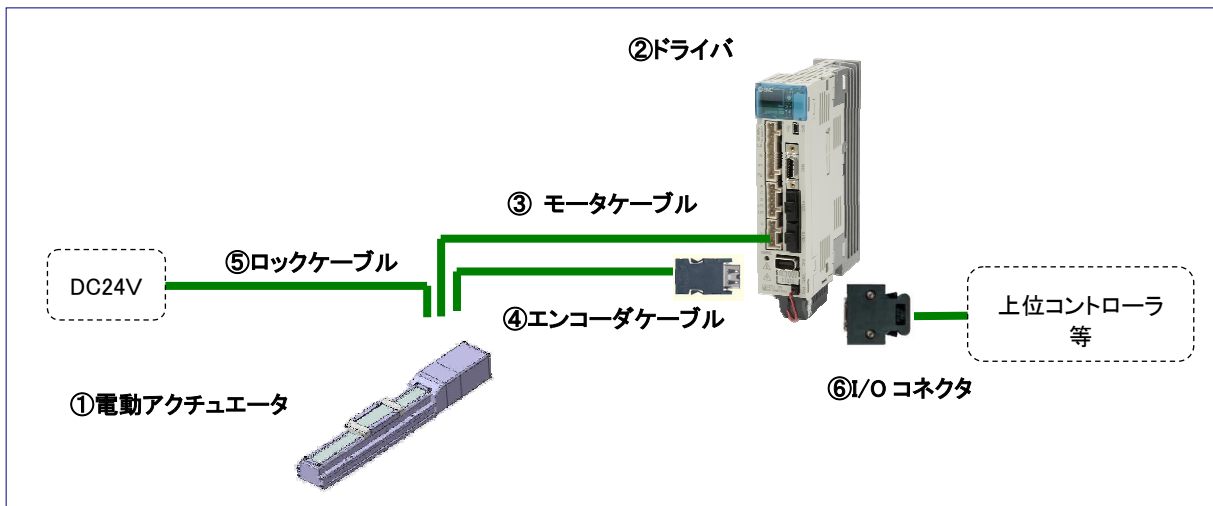 ②ドライバ
③ モータケーブル
⑤ロックケーブル
DC24V
④エンコーダケーブル
上位コントローラ
等
①電動アクチュエータ
⑥I/O コネクタ